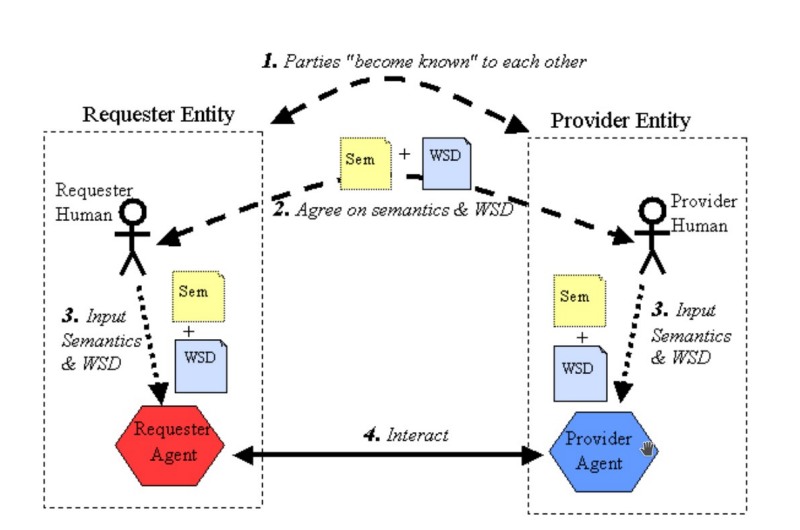 1. Parties "become known" to each other
Requester Entity
Provider Entity
Sem
+
WSD
Requester
Human
Provider
Human
2. Agree on semantics & WSD
Sem
+
WSD
3. Input
Semantics
& WSD
Sem
+
WSD
3. Input
Semantics
& WSD
Requester
Agent
4. Interact
Provider
Agent